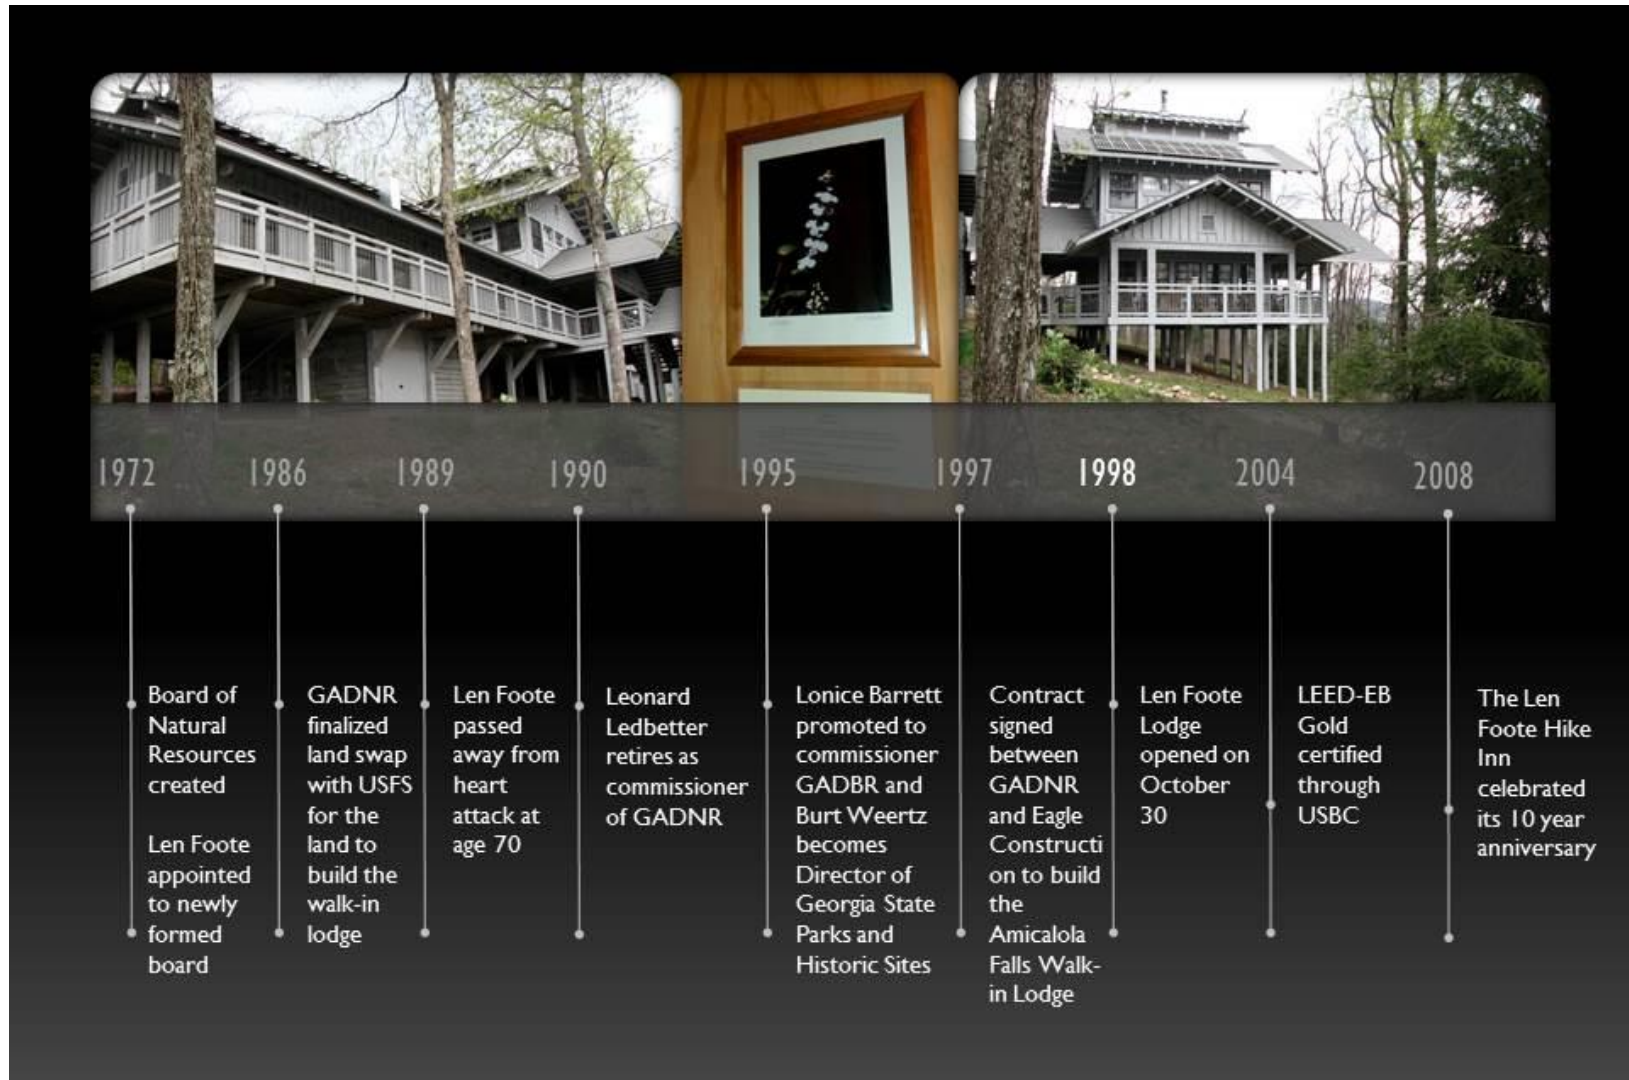 1972
1986
1989
1990
1995
1997
1998
2004
2008
Board of
Natural
Resources
created
Len Foote
appointed
to newly
formed
board
GADNR
finalized
land swap
with USFS
for the
land to
build the
walk-in
lodge
Len Foote
passed
away from
heart
attack at
age 70
Leonard
Ledbetter
retires as
commissioner
of GADNR
Lonice Barrett
promoted to
commissioner
GADBR and
Burt Weertz
becomes
Director of
Georgia State
Parks and
Historic Sites
Contract
signed
between
GADNR
and Eagle
Constructi
on to build
the
Amicalola
Falls Walk-
in Lodge
Len Foote
Lodge
opened on
October
30
LEED-EB
Gold
certified
through
USBC
The Len
Foote Hike
Inn
celebrated
its 10 year
anniversary